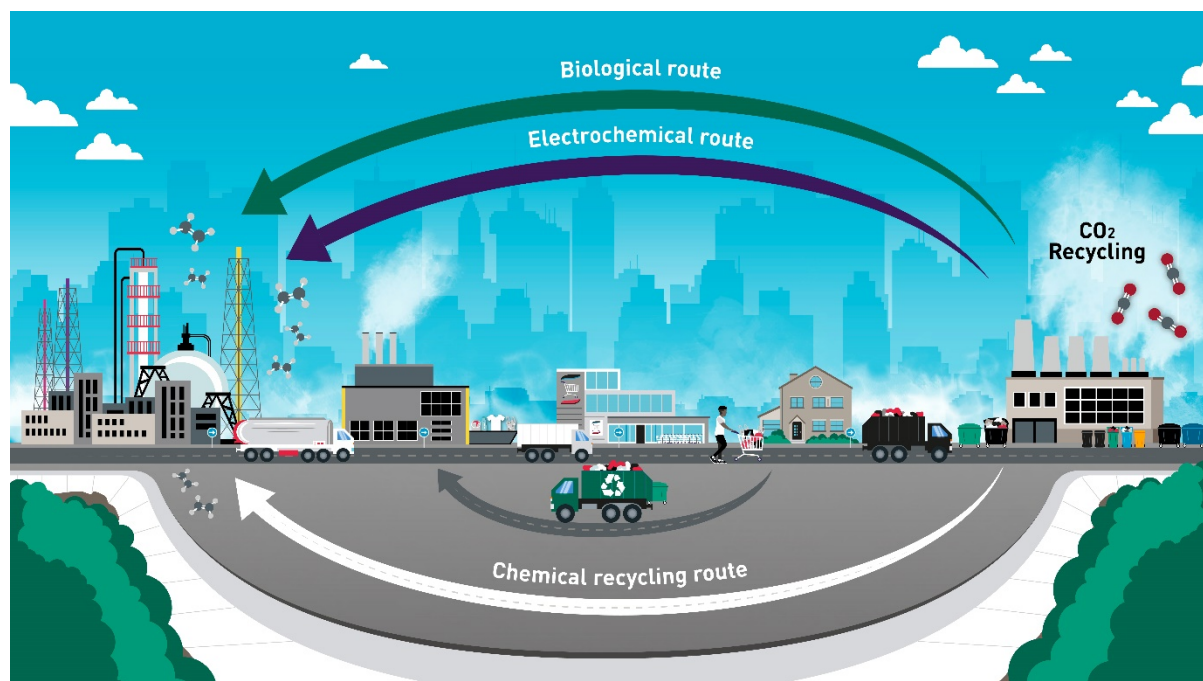 Biological route
Electrochemical route
CO₂
Recycling
Chemical recycling route